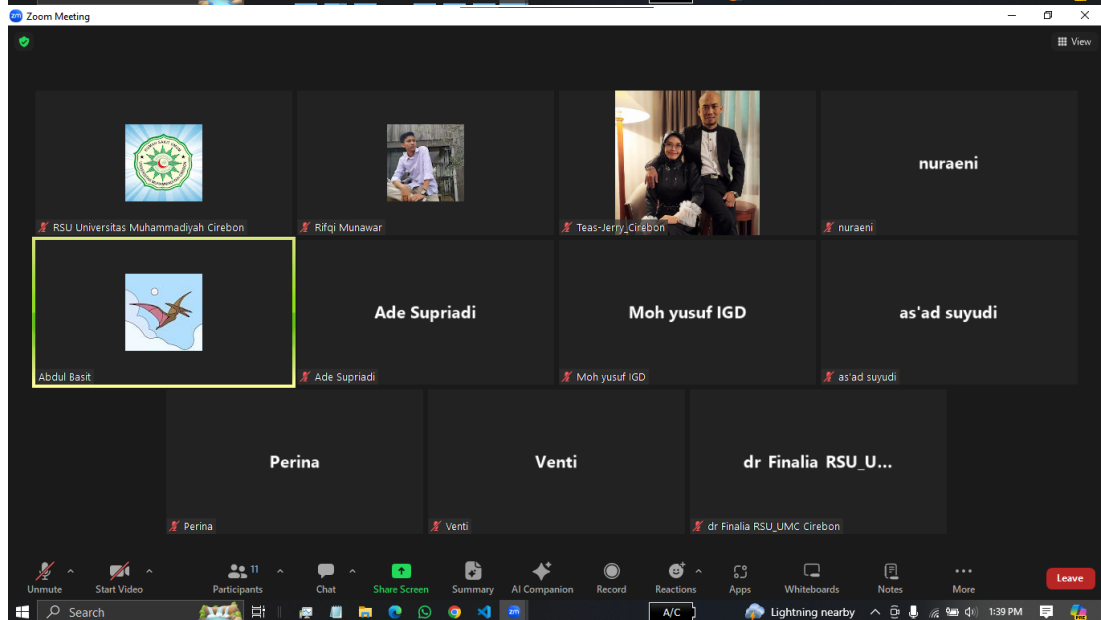 Zoom Meeting
View
RSU Universitas Muhammadiyah Cirebon
Rifqi Munawar
Teas-Jerry_Cirebon
nuraeni
nuraeni
Abdul Basit
Ade Supriadi
Ade Supriadi
Moh yusuf IGD
Moh yusuf IGD
as'ad suyudi
as'ad suyudi
Perina
Perina
Venti
Venti
dr Finalia RSU_U...
dr Finalia RSU_UMC Cirebon
Unmute
Start Video
11
Participants
Chat
Share Screen
Summary
AI Companion
Record
Reactions
Apps
Whiteboards
Notes
More
Leave
Search
zm
A/C
Lightning nearby
1:39 PM